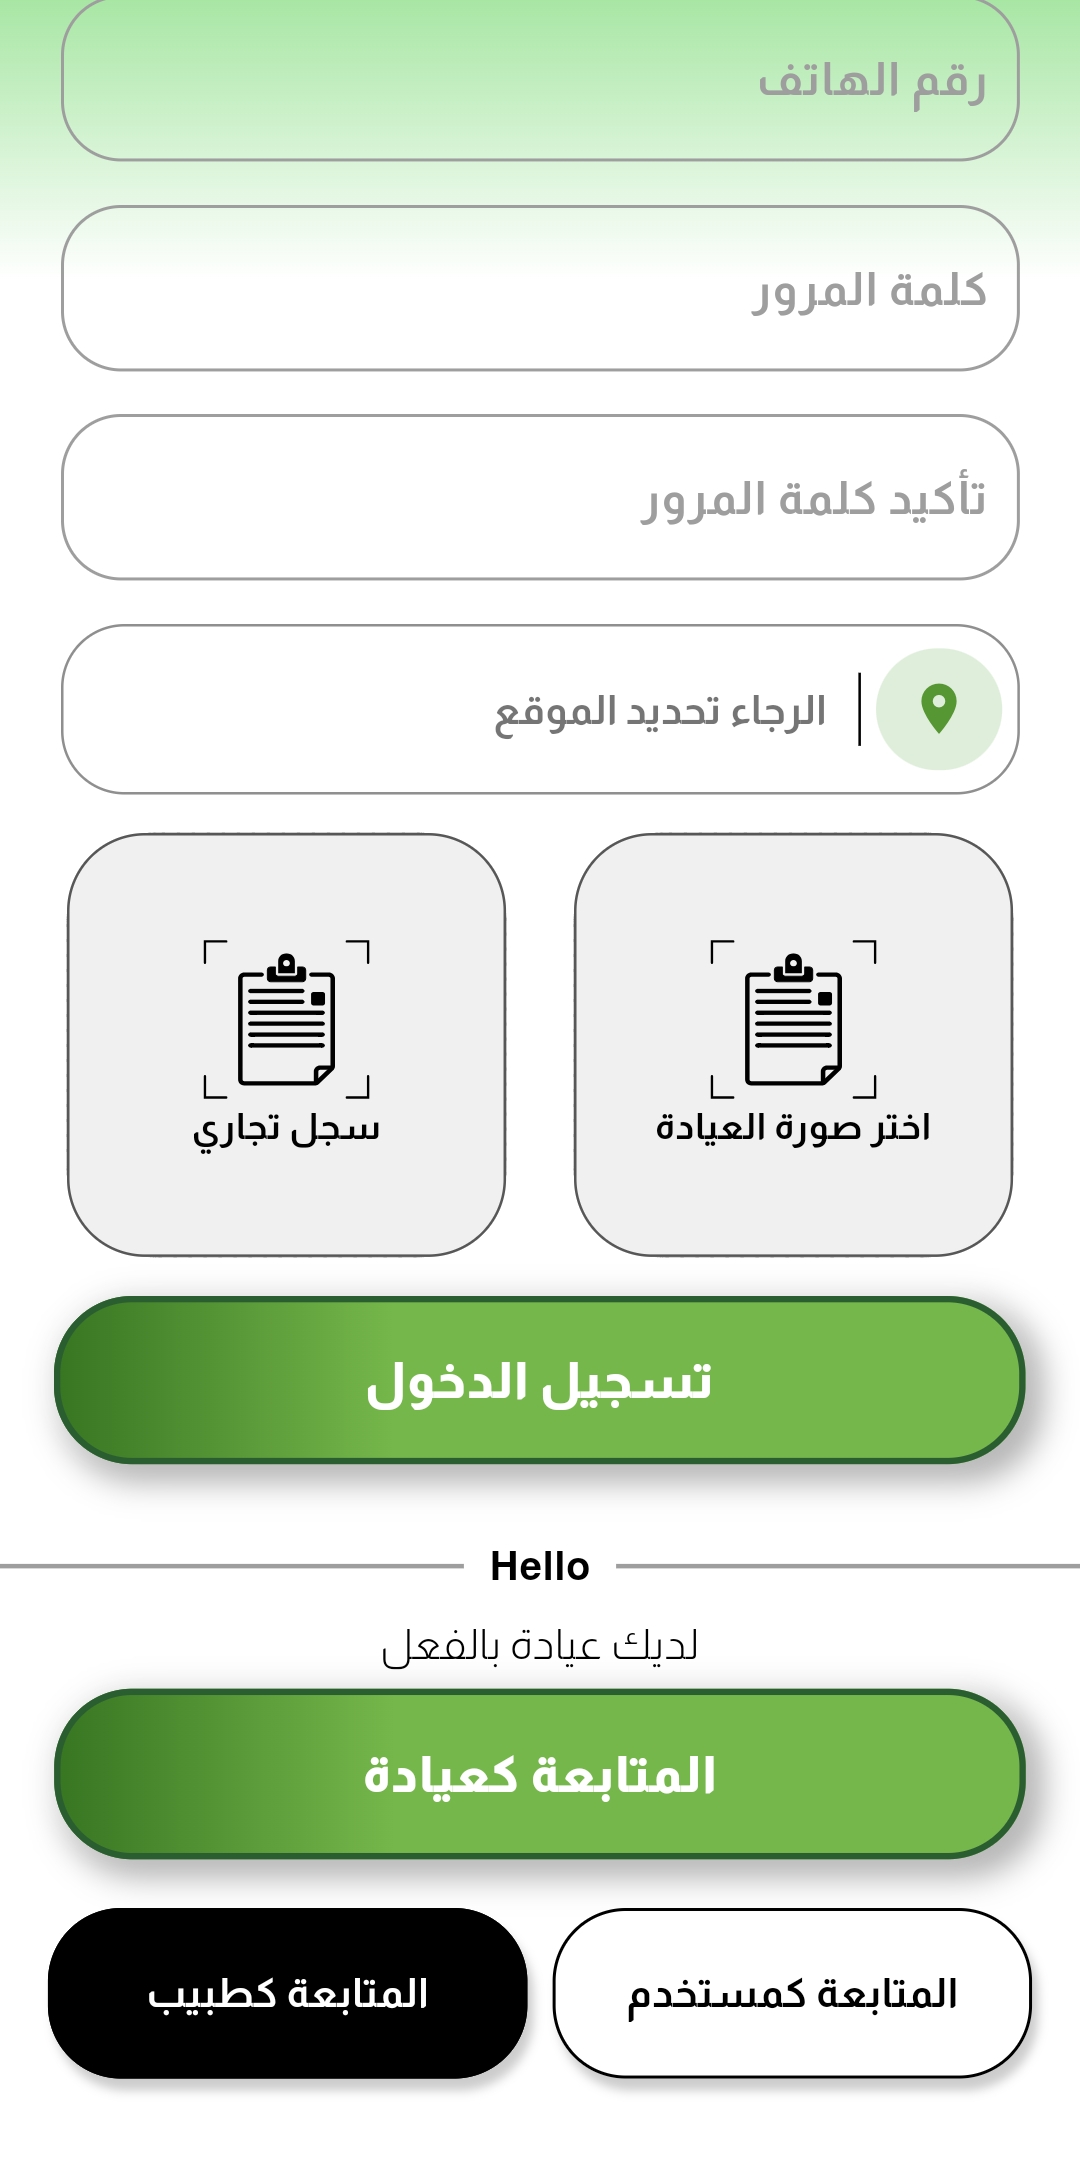 رقم الهاتف
كلمة المرور
تأكيد كلمة المرور
الرجاء تحديد الموقع
اختر صورة العيادة
سجل تجاري
تسجيل الدخول
Hello
لديك عيادة بالفعل
المتابعة كعيادة
المتابعة كمستخدم
المتابعة كطبيب